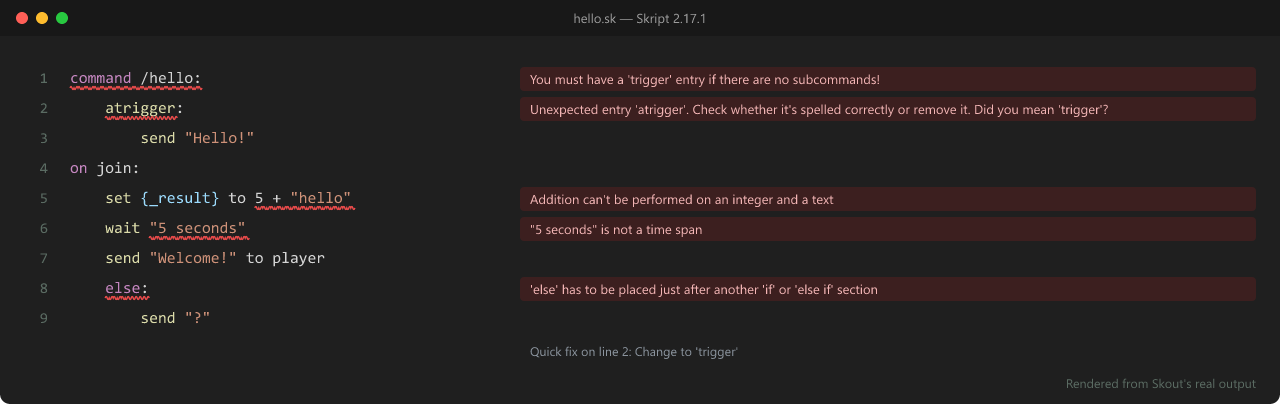 hello.sk — Skript 2.17.1
1 command /hello: You must have a 'trigger' entry if there are no subcommands!
2 atrigger: Unexpected entry 'atrigger'. Check whether it's spelled correctly or remove it. Did you mean 'trigger'?
3 send "Hello!"
4 on join:
5 set {_result} to 5 + "hello" Addition can't be performed on an integer and a text
6 wait "5 seconds" "5 seconds" is not a time span
7 send "Welcome!" to player
8 else: 'else' has to be placed just after another 'if' or 'else if' section
9 send "?"
Quick fix on line 2: Change to 'trigger'
Rendered from Skout's real output